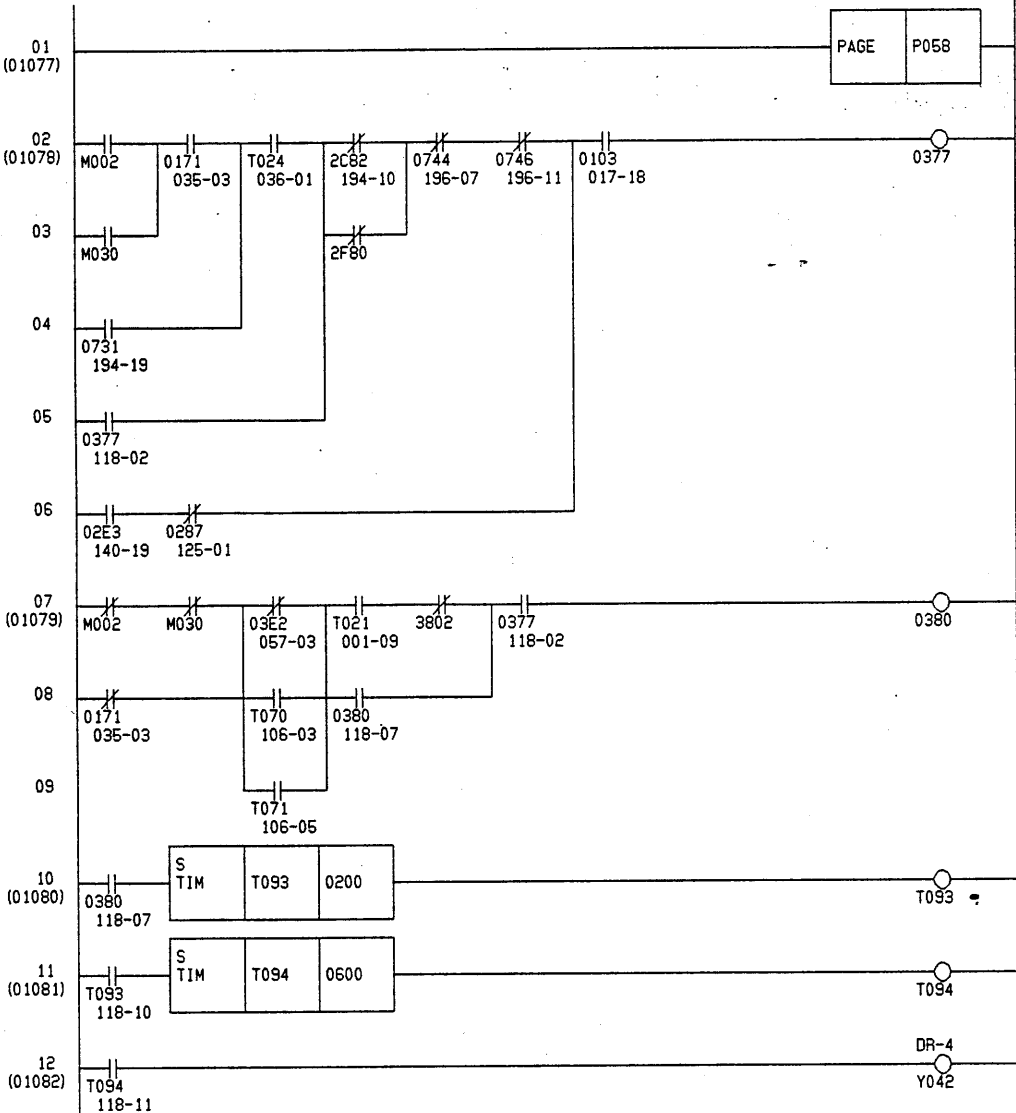 01
(01077)
PAGE P058
02
(01078)
M002 0171 T024 2C82 0744 0746 0103 0377
035-03 036-01 194-10 196-07 196-11 017-18
03
M030 2F80
04
0731
194-19
05
0377
118-02
06
02E3 0287
140-19 125-01
07
(01079)
M002 M030 03E2 T021 3802 0377 0380
057-03 001-09 118-02
08
0171 T070 0380
035-03 106-03 118-07
09
T071
106-05
10
(01080)
S
TIM T093 0200
0380 T093
118-07
11
(01081)
S
TIM T094 0600
T093 T094
118-10
12
(01082)
DR-4
T094 Y042
118-11